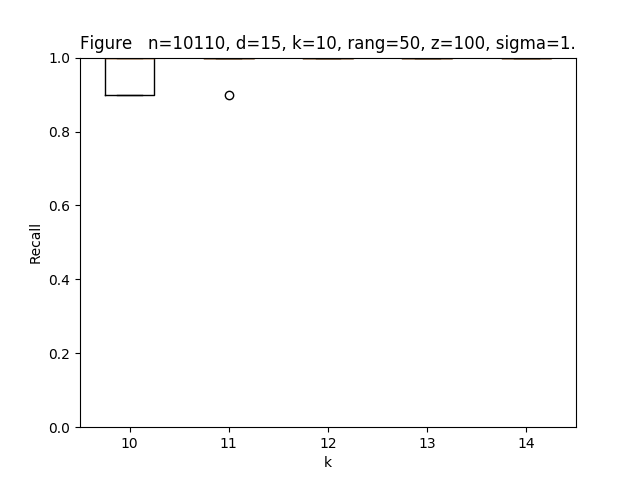 Figure   n=10110, d=15, k=10, rang=50, z=100, sigma=1.
1.0
0.8
0.6
0.4
0.2
0.0
Recall
10 11 12 13 14
k